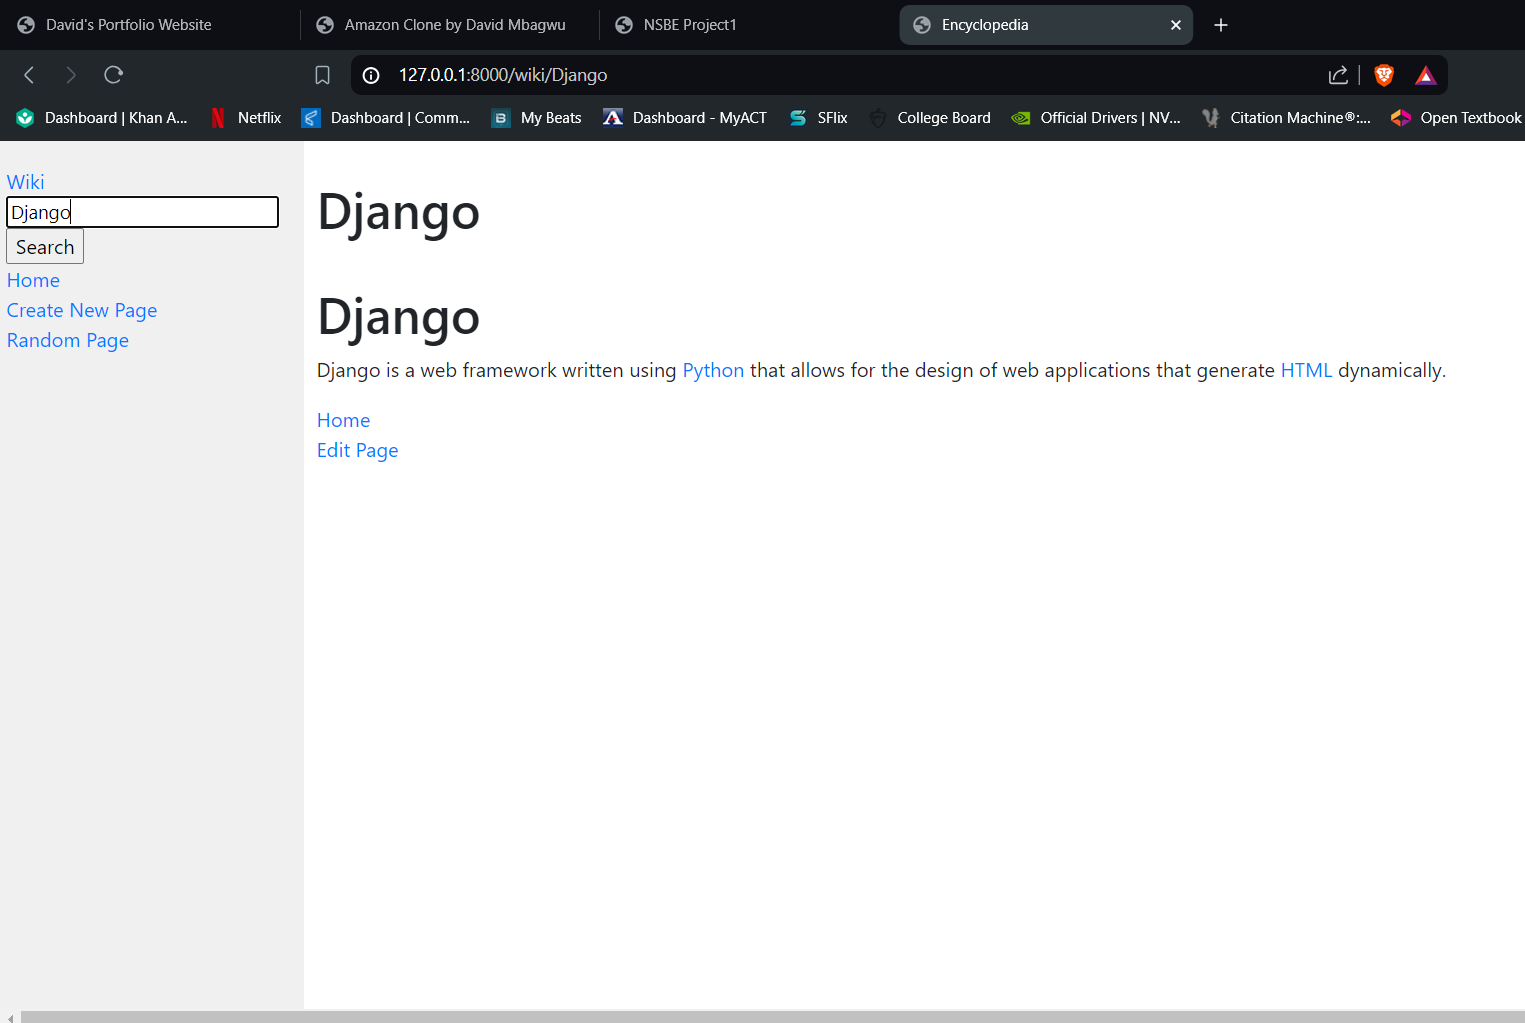 David's Portfolio Website
Amazon Clone by David Mbagwu
NSBE Project1
Encyclopedia
127.0.0.1:8000/wiki/Django
Dashboard | Khan A...
Netflix
Dashboard | Comm...
My Beats
Dashboard - MyACT
SFlix
College Board
Official Drivers | NV...
Citation Machine®:...
Open Textbook
Wiki
Django
Search
Home
Create New Page
Random Page
Django
Django
Django is a web framework written using Python that allows for the design of web applications that generate HTML dynamically.
Home
Edit Page